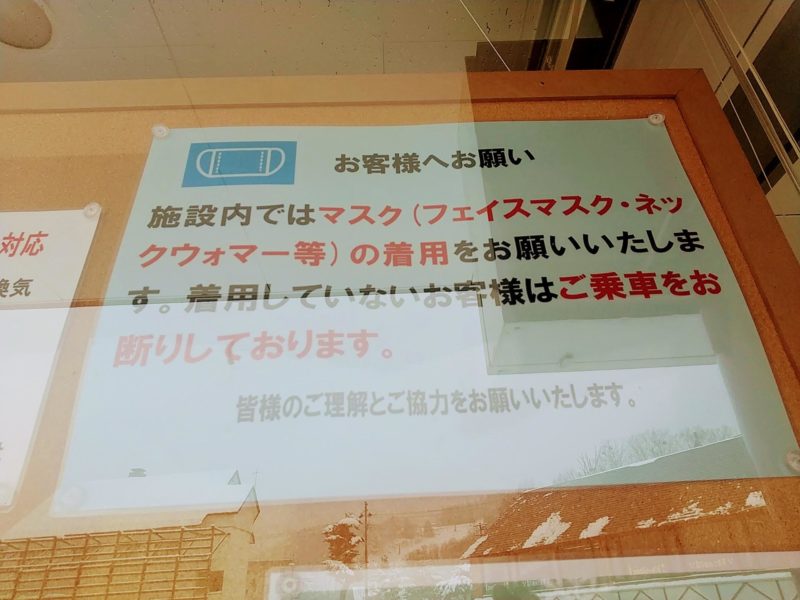 お客様へお願い
施設内ではマスク（フェイスマスク・ネッ
クウォマー等）の着用をお願いいたしま
す。着用していないお客様はご乗車をお
断りしております。
皆様のご理解とご協力をお願いいたします。
対応
換気